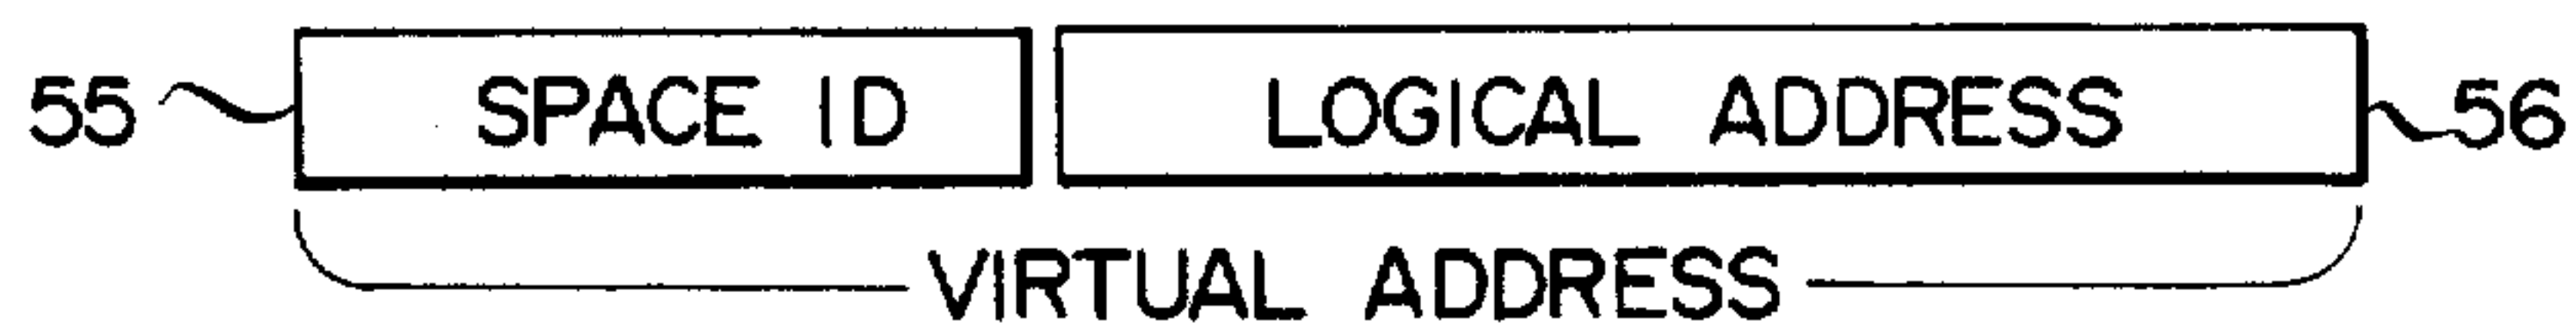 55 SPACE ID LOGICAL ADDRESS 56
VIRTUAL ADDRESS